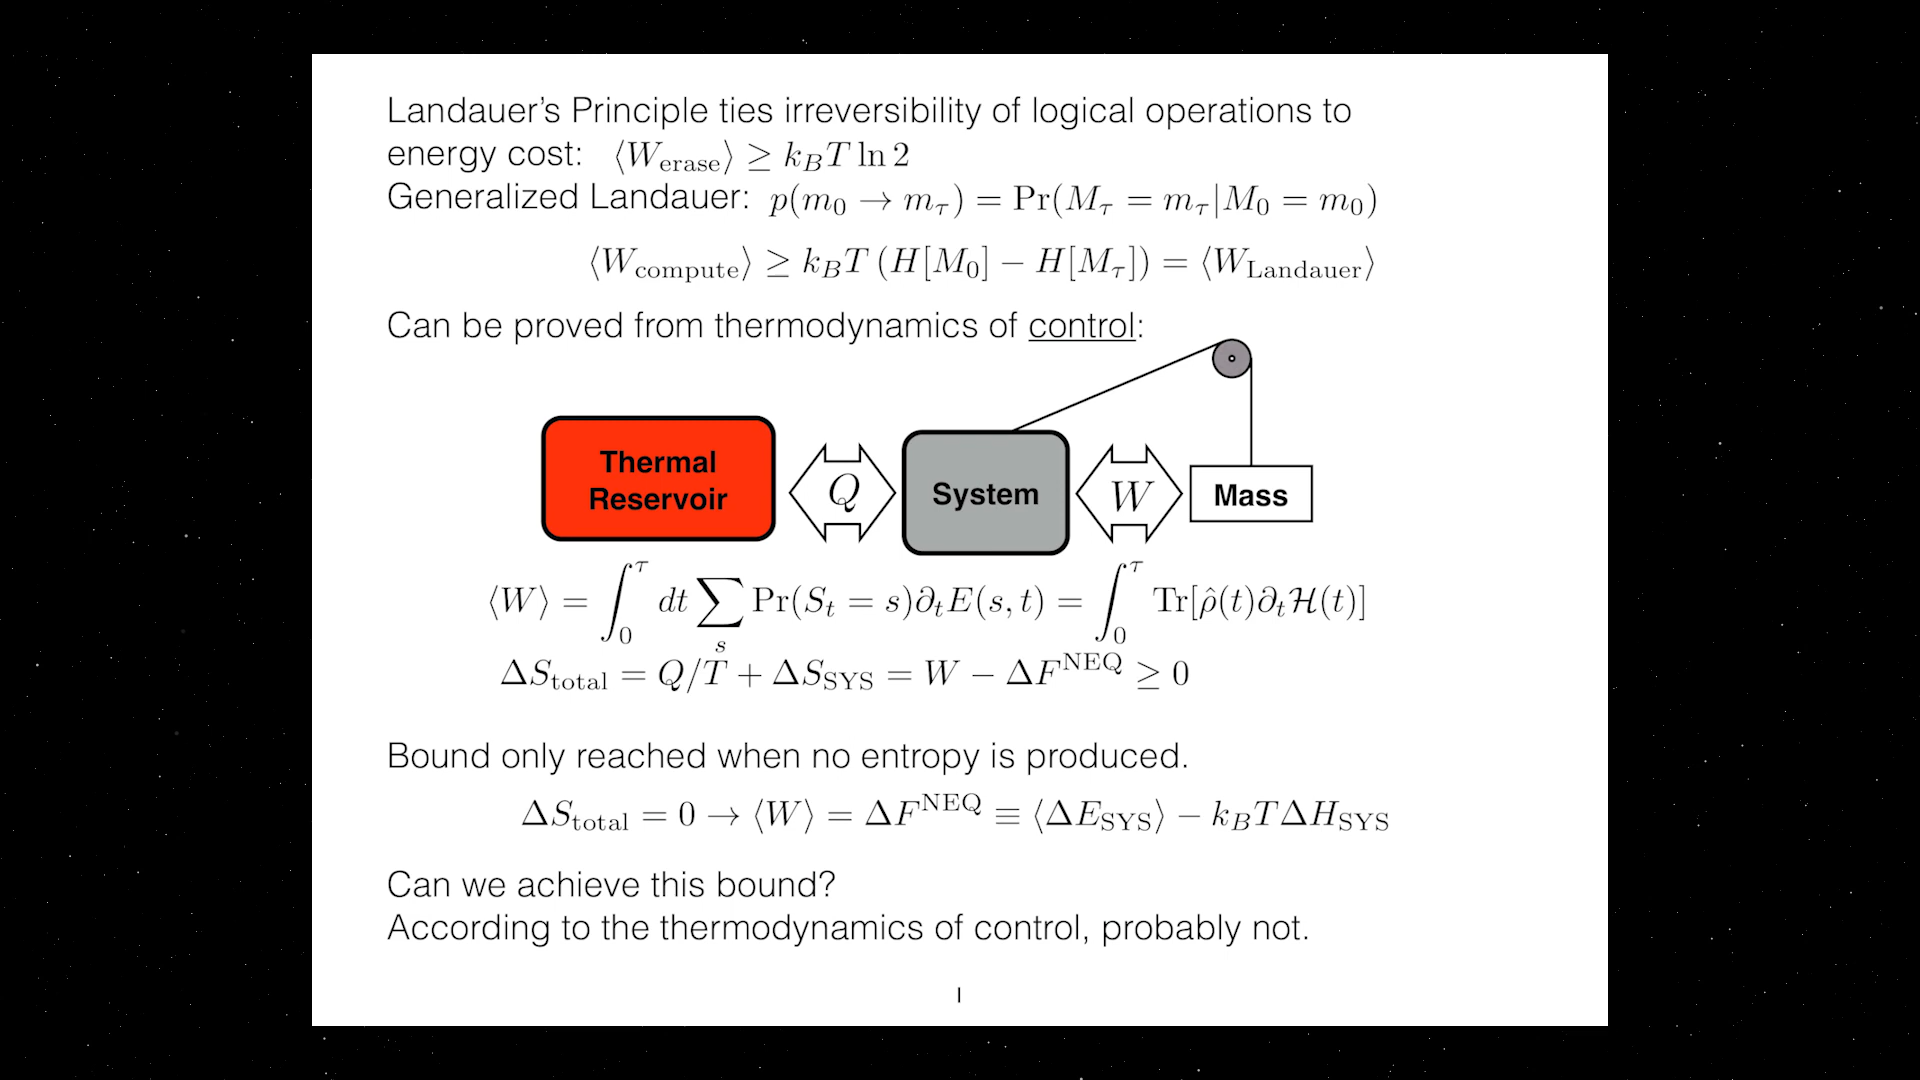 Landauer’s Principle ties irreversibility of logical operations to
energy cost: ⟨W_erase⟩ ≥ k_B T ln 2
Generalized Landauer: p(m_0 → m_τ) = Pr(M_τ = m_τ|M_0 = m_0)
⟨W_compute⟩ ≥ k_B T (H[M_0] − H[M_τ]) = ⟨W_Landauer⟩
Can be proved from thermodynamics of control:
Thermal
Reservoir
Q
System
W
Mass
⟨W⟩ = ∫_0^τ dt ∑_s Pr(S_t = s)∂_t E(s, t) = ∫_0^τ Tr[ρ̂(t)∂_t ℋ(t)]
ΔS_total = Q/T + ΔS_SYS = W − ΔF^NEQ ≥ 0
Bound only reached when no entropy is produced.
ΔS_total = 0 → ⟨W⟩ = ΔF^NEQ ≡ ⟨ΔE_SYS⟩ − k_B T ΔH_SYS
Can we achieve this bound?
According to the thermodynamics of control, probably not.
1